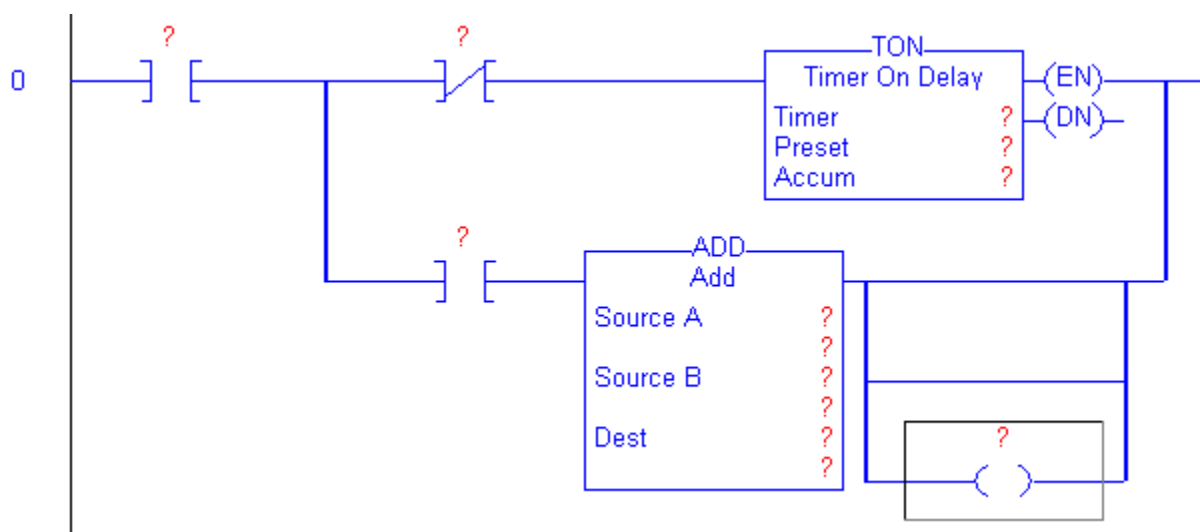 ? ?
TON
0 Timer On Delay (EN)
Timer ? (DN)
Preset ?
Accum ?
? ADD
Add
Source A ?
?
Source B ?
?
Dest ? ?
?